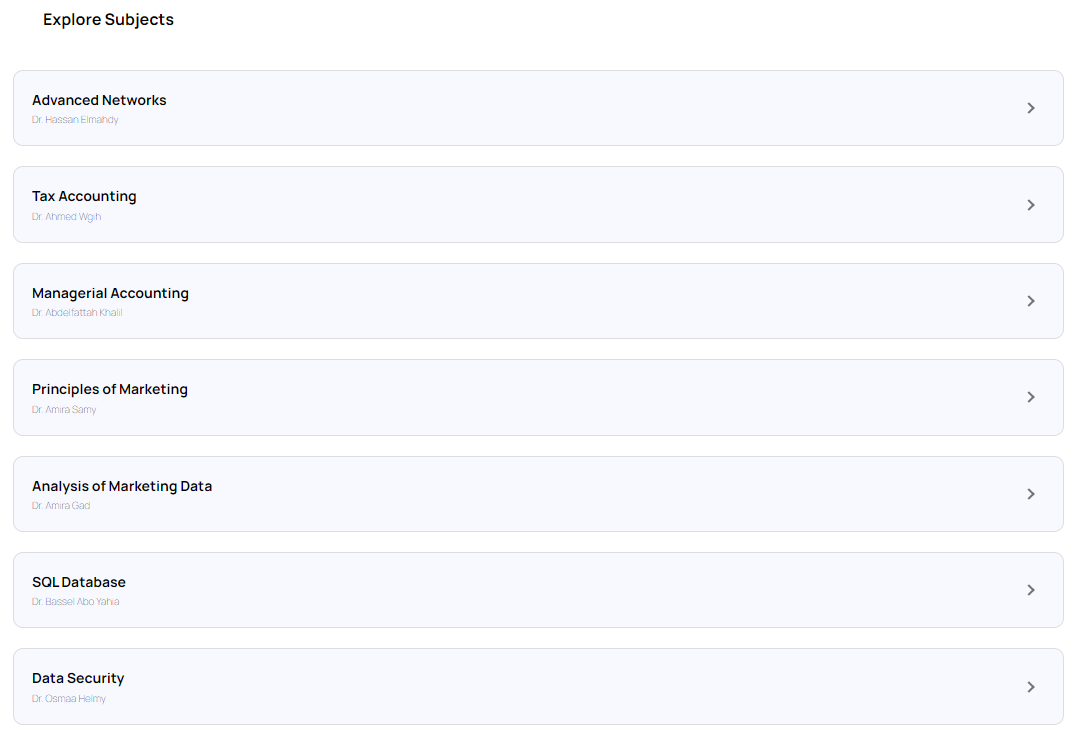 Explore Subjects
Advanced Networks
Dr. Hassan Elmahdy
Tax Accounting
Dr. Ahmed Wgih
Managerial Accounting
Dr. Abdelfattah Khalil
Principles of Marketing
Dr. Amira Samy
Analysis of Marketing Data
Dr. Amira Gad
SQL Database
Dr. Bassel Abo Yahia
Data Security
Dr. Osmaa Helmy